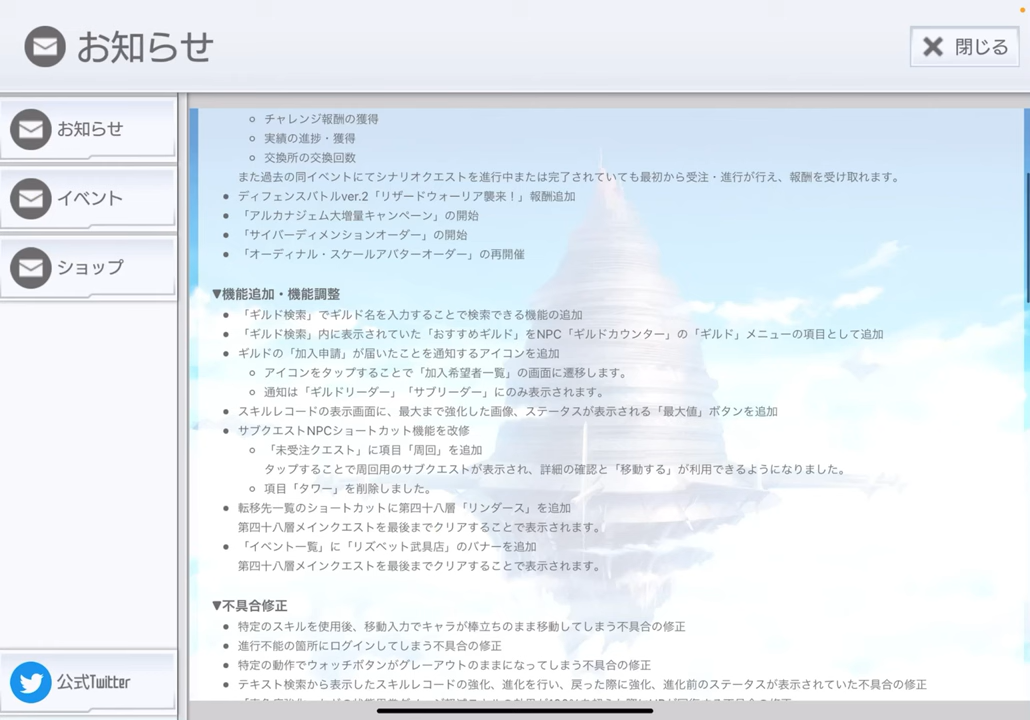 お知らせ
閉じる
お知らせ
イベント
ショップ
公式Twitter
チャレンジ報酬の獲得
実績の進捗・獲得
交換所の交換回数
また過去の同イベントにてシナリオクエストを進行中または完了されていても最初から受注・進行が行え、報酬を受け取れます。
ディフェンスバトルver.2「リザードウォーリア襲来！」報酬追加
「アルカナジェム大増量キャンペーン」の開始
「サイバーディメンションオーダー」の開始
「オーディナル・スケールアバターオーダー」の再開催
▼機能追加・機能調整
「ギルド検索」でギルド名を入力することで検索できる機能の追加
「ギルド検索」内に表示されていた「おすすめギルド」をNPC「ギルドカウンター」の「ギルド」メニューの項目として追加
ギルドの「加入申請」が届いたことを通知するアイコンを追加
アイコンをタップすることで「加入希望者一覧」の画面に遷移します。
通知は「ギルドリーダー」「サブリーダー」にのみ表示されます。
スキルレコードの表示画面に、最大まで強化した画像、ステータスが表示される「最大値」ボタンを追加
サブクエストNPCショートカット機能を改修
「未受注クエスト」に項目「周回」を追加
タップすることで周回用のサブクエストが表示され、詳細の確認と「移動する」が利用できるようになりました。
項目「タワー」を削除しました。
転移先一覧のショートカットに第四十八層「リンダース」を追加
第四十八層メインクエストを最後までクリアすることで表示されます。
「イベント一覧」に「リズベット武具店」のバナーを追加
第四十八層メインクエストを最後までクリアすることで表示されます。
▼不具合修正
特定のスキルを使用後、移動入力でキャラが棒立ちのまま移動してしまう不具合の修正
進行不能の箇所にログインしてしまう不具合の修正
特定の動作でウォッチボタンがグレーアウトのままになってしまう不具合の修正
テキスト検索から表示したスキルレコードの強化、進化を行い、戻った際に強化、進化前のステータスが表示されていた不具合の修正